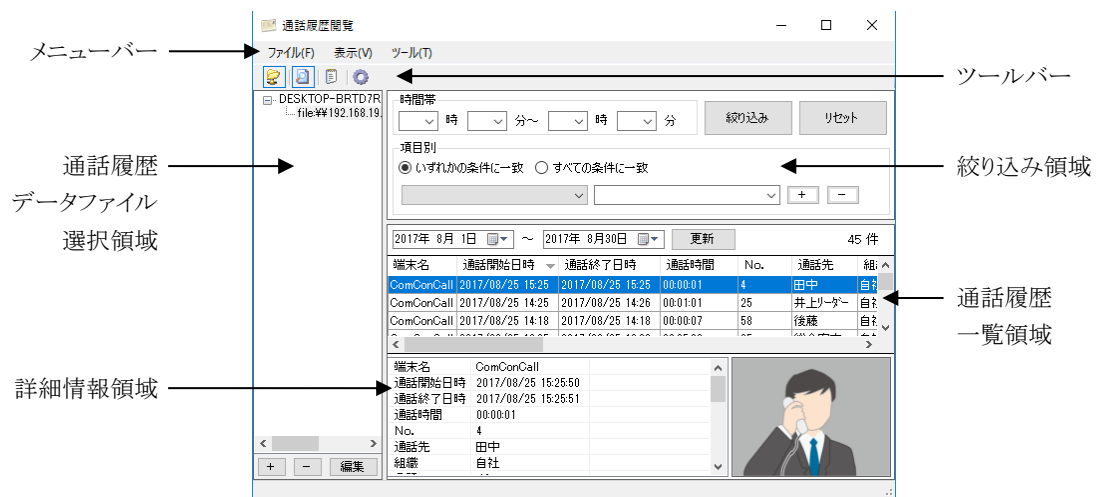 通話履歴閲覧
メニューバー
ファイル(F) 表示(V) ツール(T)
ツールバー
DESKTOP-BRTD7R
file:¥¥192.168.19.
時間帯
時 分～ 時 分 絞り込み リセット
項目別
いずれかの条件に一致 すべての条件に一致
+ -
絞り込み領域
通話履歴
データファイル
選択領域
2017年 8月 1日 ～ 2017年 8月30日 更新 45 件
端末名 通話開始日時 通話終了日時 通話時間 No. 通話先 組
ComConCall 2017/08/25 15:25 2017/08/25 15:25 00:00:01 4 田中 自社
ComConCall 2017/08/25 14:25 2017/08/25 14:26 00:01:01 25 井上リーダー 自社
ComConCall 2017/08/25 14:18 2017/08/25 14:18 00:00:07 58 後藤 自社
通話履歴
一覧領域
詳細情報領域
端末名 ComConCall
通話開始日時 2017/08/25 15:25:50
通話終了日時 2017/08/25 15:25:51
通話時間 00:00:01
No. 4
通話先 田中
組織 自社
+ - 編集